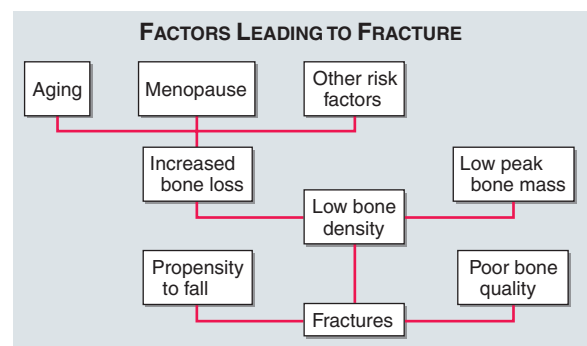 FACTORS LEADING TO FRACTURE
Aging
Menopause
Other risk
factors
Increased
bone loss
Low peak
bone mass
Low bone
density
Propensity
to fall
Poor bone
quality
Fractures